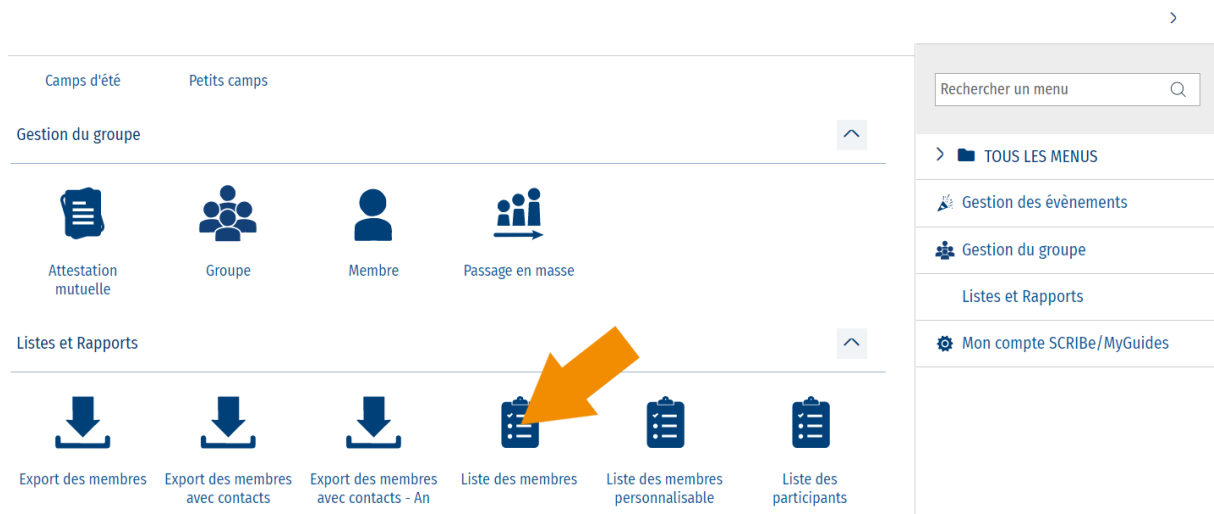 Camps d'été
Petits camps
Gestion du groupe
Attestation
mutuelle
Groupe
Membre
Passage en masse
Listes et Rapports
Export des membres
Export des membres
avec contacts
Export des membres
avec contacts - An
Liste des membres
Liste des membres
personnalisable
Liste des
participants
Rechercher un menu
TOUS LES MENUS
Gestion des évènements
Gestion du groupe
Listes et Rapports
Mon compte SCRIBe/MyGuides